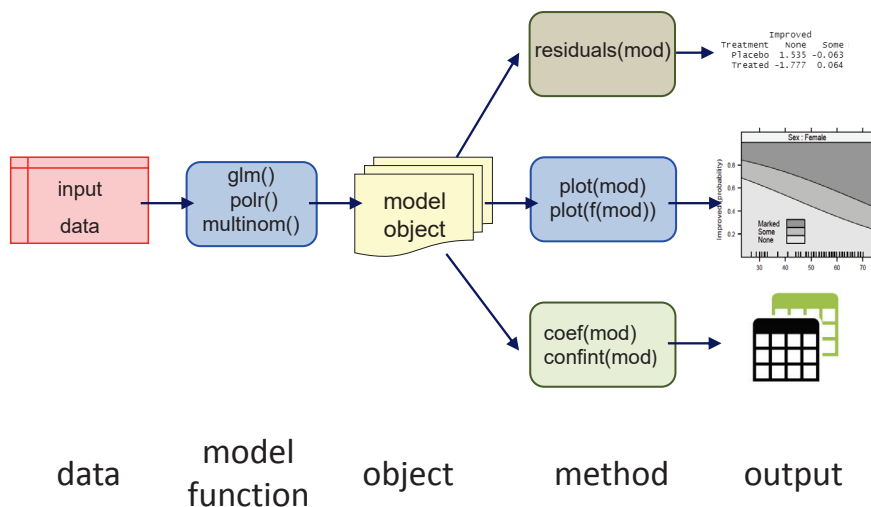 residuals(mod)
Improved
Treatment None Some
Placebo 1.535 -0.063
Treated -1.777 0.064
input
data
glm()
polr()
multinom()
model
object
plot(mod)
plot(f(mod))
Sex : Female
Improved (probability)
0.8
0.6
0.4
0.2
Marked
Some
None
30 40 50 60 70
coef(mod)
confint(mod)
data
model
function
object
method
output